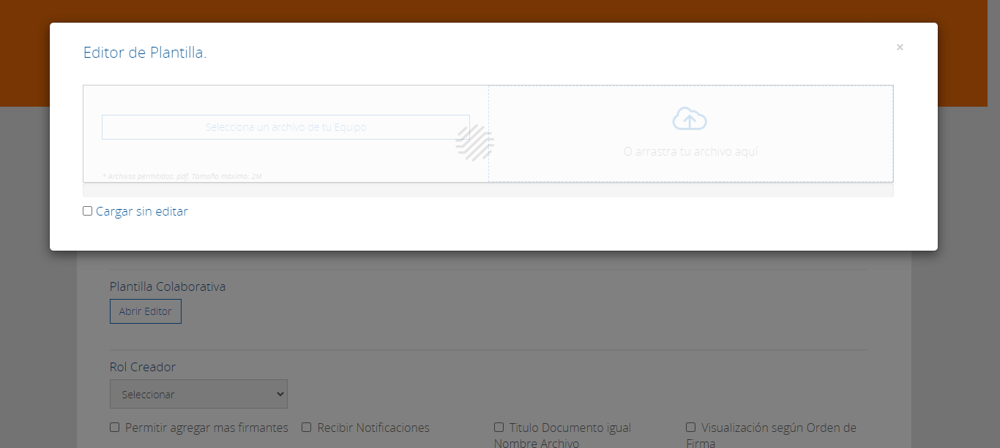 Editor de Plantilla.
×
Selecciona un archivo de tu Equipo
O arrastra tu archivo aquí
* Archivos permitidos: pdf. Tamaño maximo: 2M
Cargar sin editar
Plantilla Colaborativa
Abrir Editor
Rol Creador
Seleccionar
Permitir agregar mas firmantes
Recibir Notificaciones
Titulo Documento igual
Nombre Archivo
Visualización según Orden de
Firma